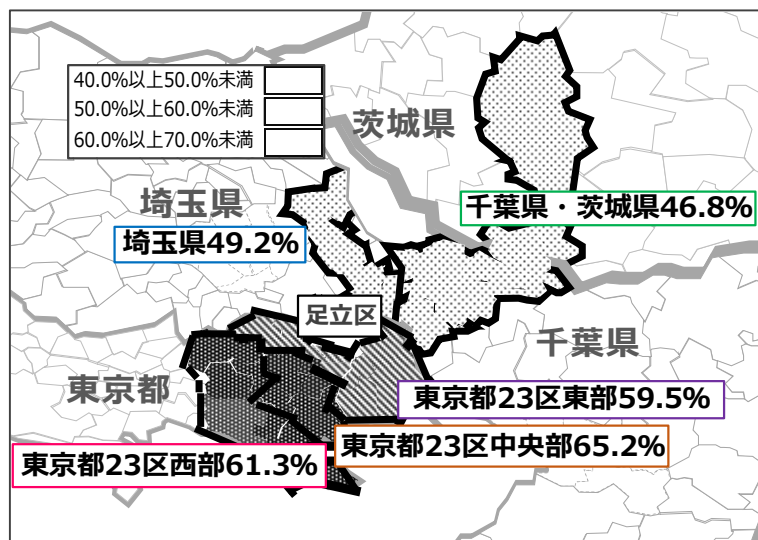 40.0%以上50.0%未満
50.0%以上60.0%未満
60.0%以上70.0%未満
茨城県
埼玉県
千葉県・茨城県46.8%
埼玉県49.2%
足立区
千葉県
東京都
東京都23区東部59.5%
東京都23区中央部65.2%
東京都23区西部61.3%